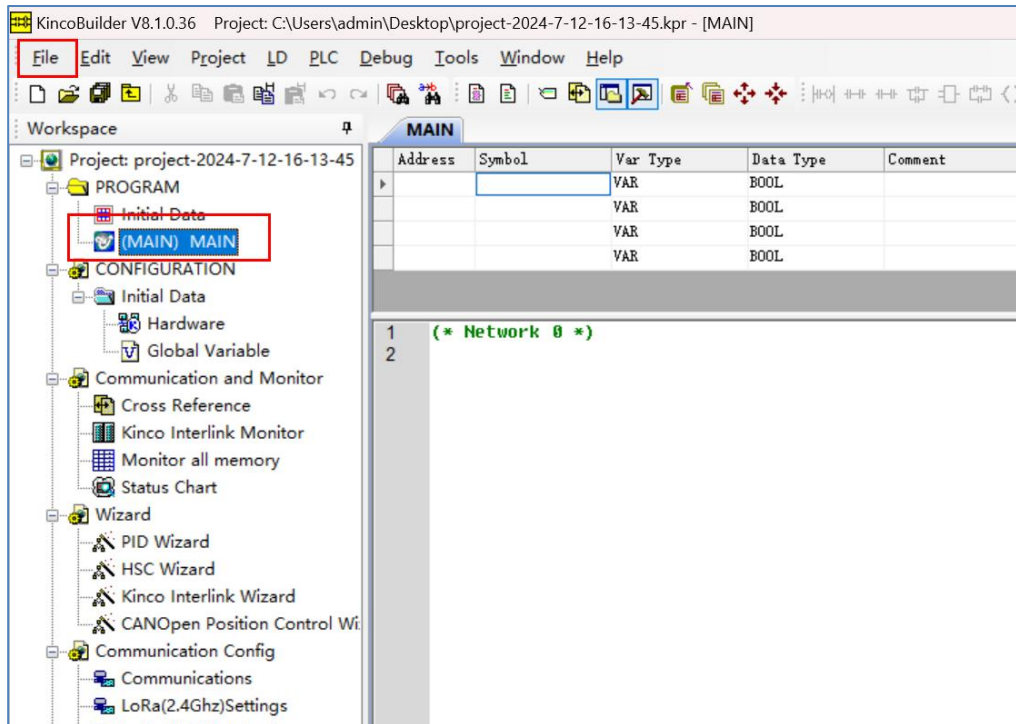 KincoBuilder V8.1.0.36 Project: C:\Users\admin\Desktop\project-2024-7-12-16-13-45.kpr - [MAIN]
File Edit View Project LD PLC Debug Tools Window Help
Workspace
Project: project-2024-7-12-16-13-45
PROGRAM
Initial Data
(MAIN) MAIN
CONFIGURATION
Initial Data
Hardware
Global Variable
Communication and Monitor
Cross Reference
Kinco Interlink Monitor
Monitor all memory
Status Chart
Wizard
PID Wizard
HSC Wizard
Kinco Interlink Wizard
CANOpen Position Control Wi
Communication Config
Communications
LoRa(2.4Ghz)Settings
MAIN
Address Symbol Var Type Data Type Comment
VAR BOOL
VAR BOOL
VAR BOOL
VAR BOOL
1 (* Network 0 *)
2